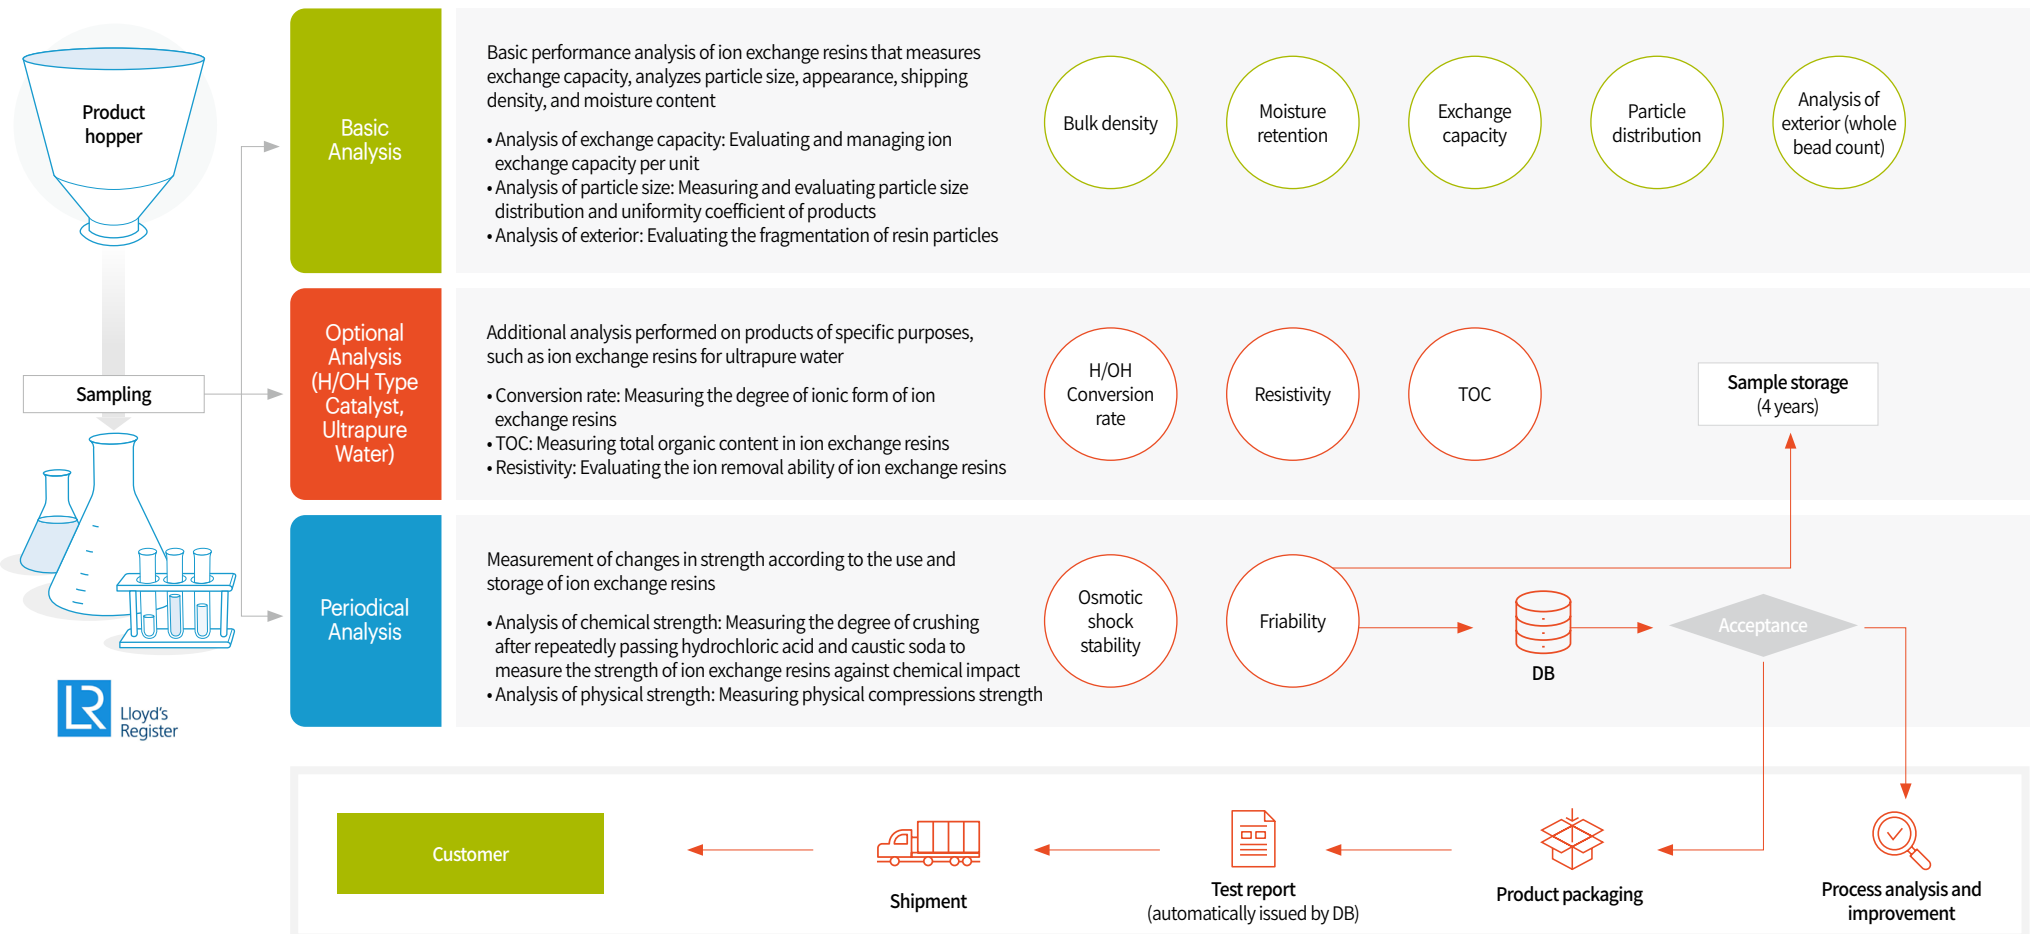 Product
hopper
Sampling
Lloyd's
Register
Basic
Analysis
Basic performance analysis of ion exchange resins that measures
exchange capacity, analyzes particle size, appearance, shipping
density, and moisture content
• Analysis of exchange capacity: Evaluating and managing ion
exchange capacity per unit
• Analysis of particle size: Measuring and evaluating particle size
distribution and uniformity coefficient of products
• Analysis of exterior: Evaluating the fragmentation of resin particles
Bulk density
Moisture
retention
Exchange
capacity
Particle
distribution
Analysis of
exterior (whole
bead count)
Optional
Analysis
(H/OH Type
Catalyst,
Ultrapure
Water)
Additional analysis performed on products of specific purposes,
such as ion exchange resins for ultrapure water
• Conversion rate: Measuring the degree of ionic form of ion
exchange resins
• TOC: Measuring total organic content in ion exchange resins
• Resistivity: Evaluating the ion removal ability of ion exchange resins
H/OH
Conversion
rate
Resistivity
TOC
Sample storage
(4 years)
Periodical
Analysis
Measurement of changes in strength according to the use and
storage of ion exchange resins
• Analysis of chemical strength: Measuring the degree of crushing
after repeatedly passing hydrochloric acid and caustic soda to
measure the strength of ion exchange resins against chemical impact
• Analysis of physical strength: Measuring physical compressions strength
Osmotic
shock
stability
Friability
DB
Acceptance
Customer
Shipment
Test report
(automatically issued by DB)
Product packaging
Process analysis and
improvement